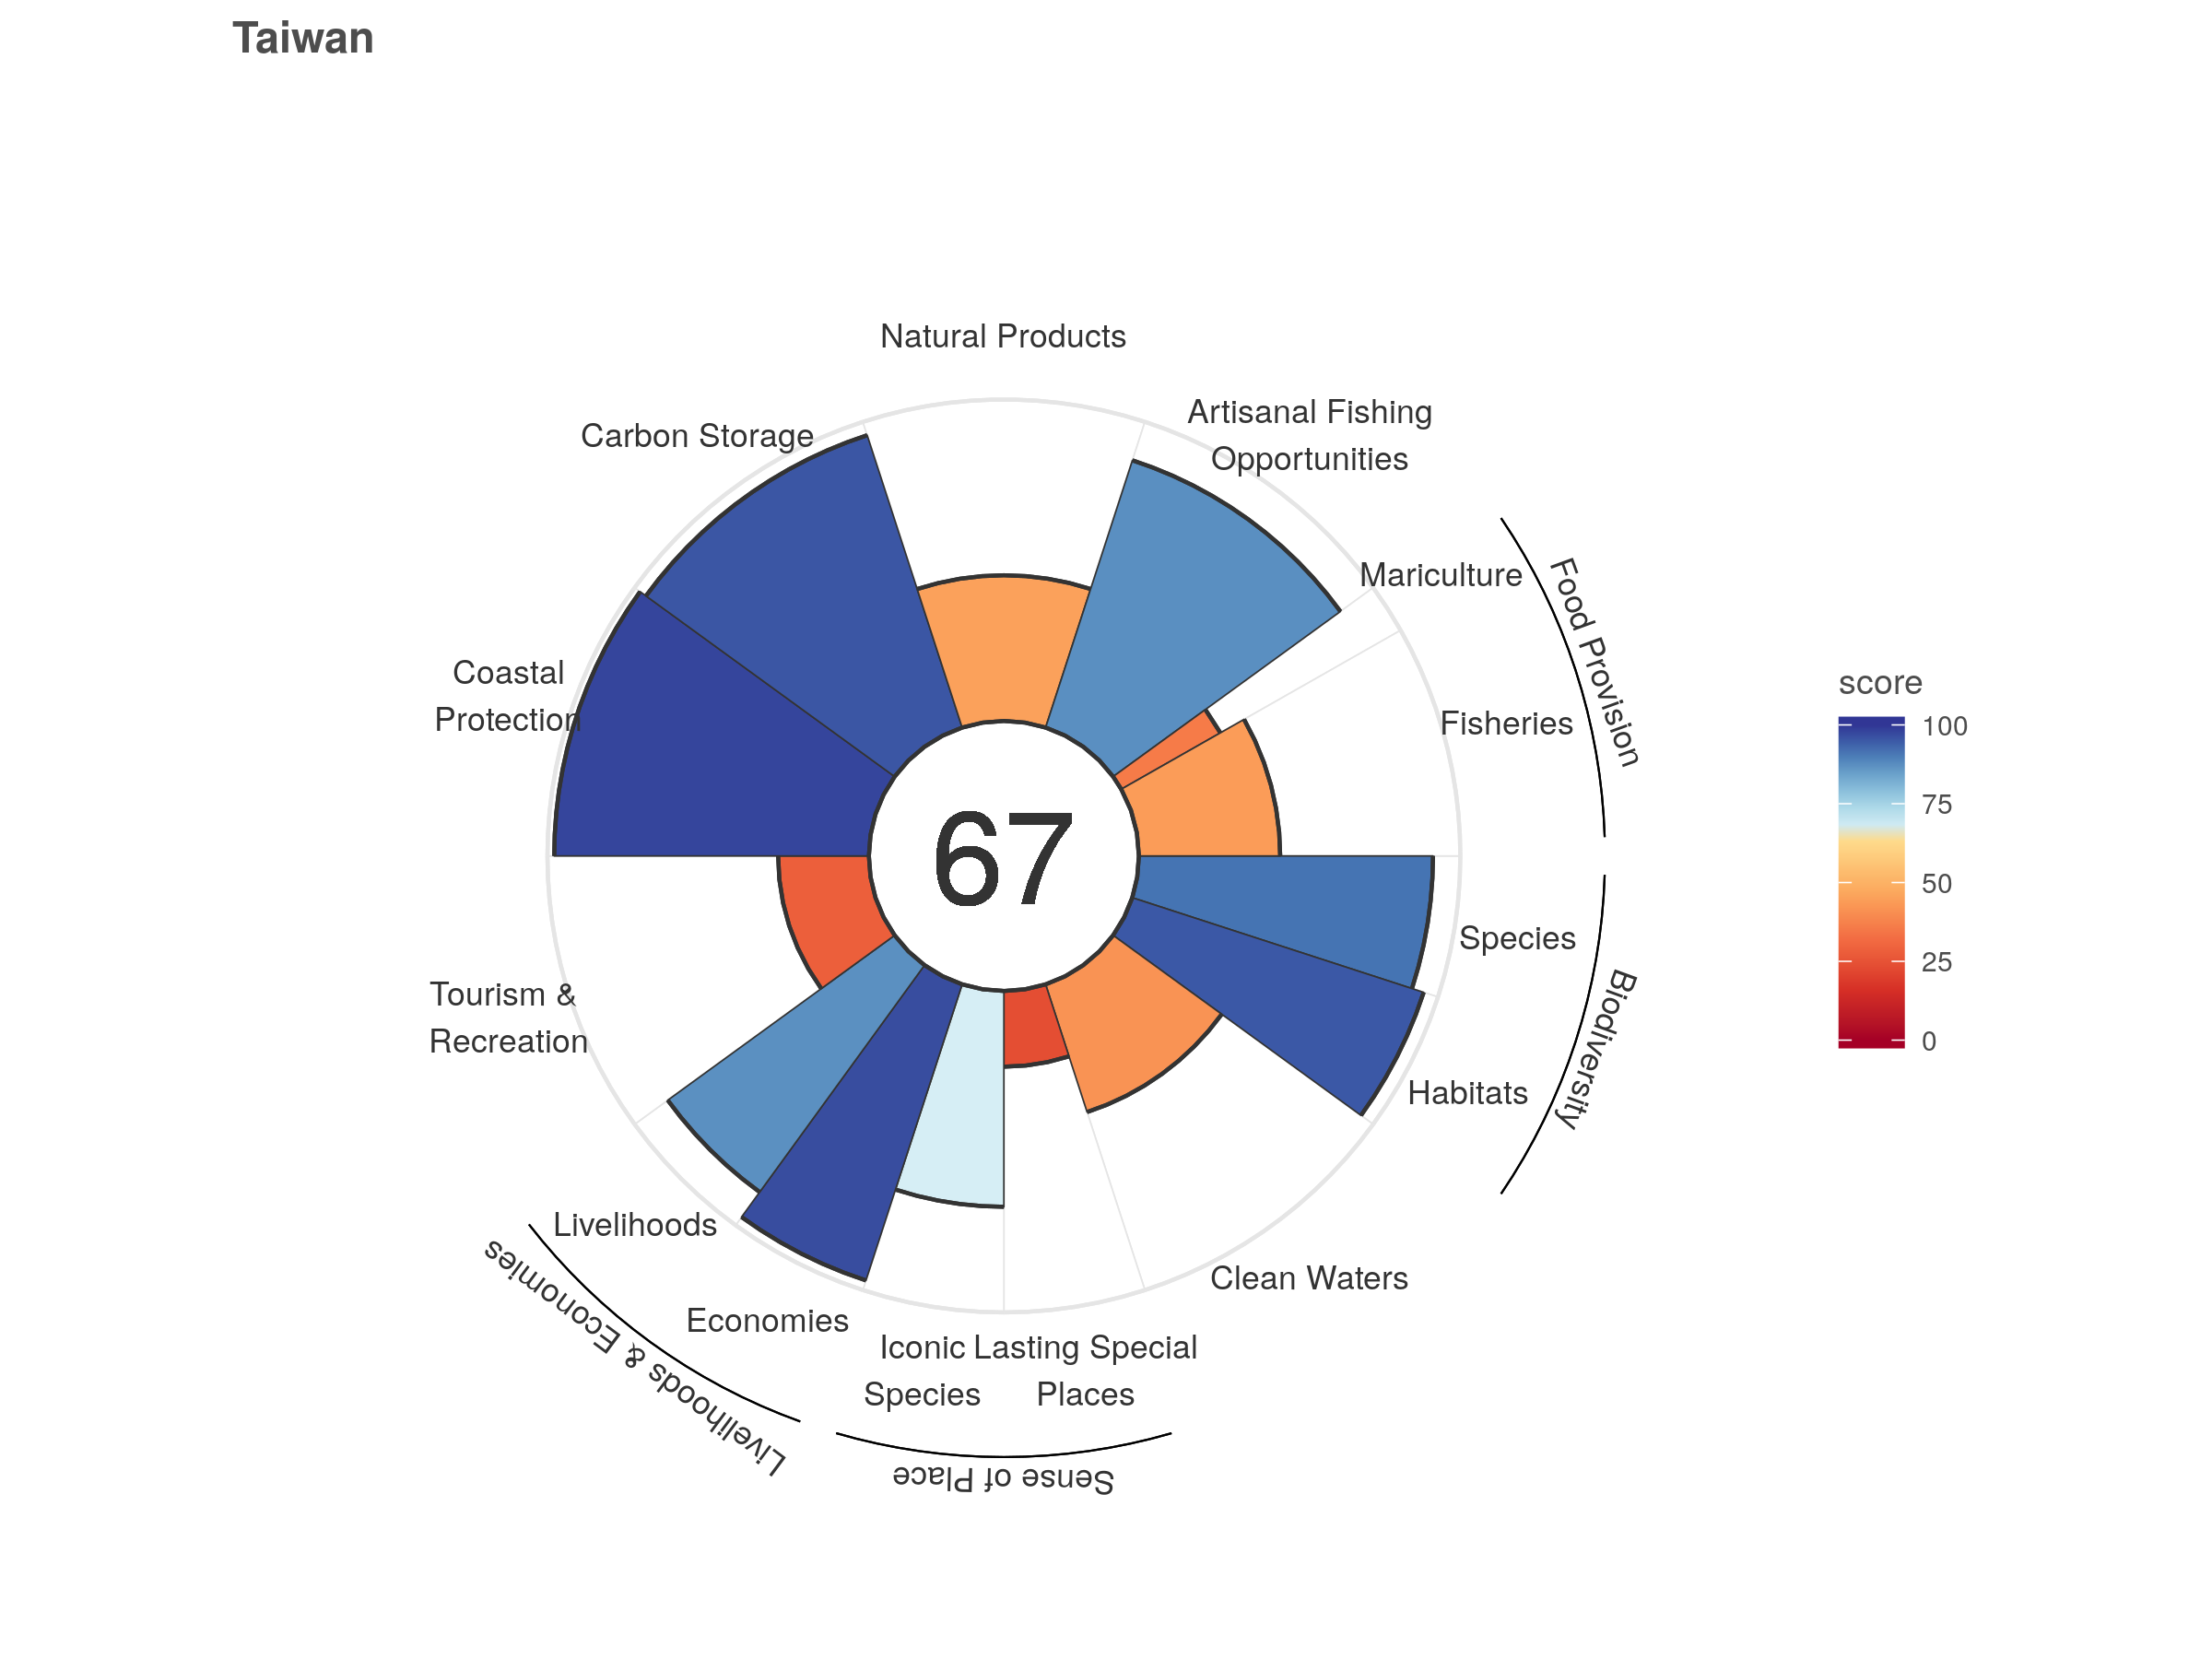 Taiwan
Natural Products
Artisanal Fishing
Opportunities
Carbon Storage
Mariculture
Food Provision
Coastal
Protection
Fisheries
score
100
75
50
25
0
67
Species
Biodiversity
Tourism &
Recreation
Habitats
Livelihoods
Clean Waters
Economies
Livelihoods & Economies
Iconic
Species
Lasting Special
Places
Sense of Place